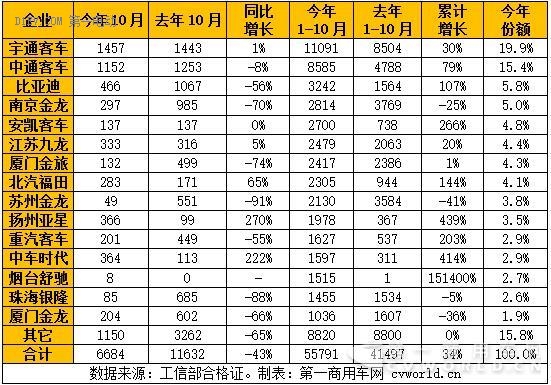 企业 今年10月 去年10月 同比增长 今年1-10月 去年1-10月 累计增长 今年份额
宇通客车 1457 1443 1% 11091 8504 30% 19.9%
中通客车 1152 1253 -8% 8585 4788 79% 15.4%
比亚迪 466 1067 -56% 3242 1564 107% 5.8%
南京金龙 297 985 -70% 2814 3769 -25% 5.0%
安凯客车 137 137 0% 2700 738 266% 4.8%
江苏九龙 333 316 5% 2479 2063 20% 4.4%
厦门金旅 132 499 -74% 2417 2386 1% 4.3%
北汽福田 283 171 65% 2305 944 144% 4.1%
苏州金龙 49 551 -91% 2130 3584 -41% 3.8%
扬州亚星 366 99 270% 1978 367 439% 3.5%
重汽客车 201 449 -55% 1627 537 203% 2.9%
中车时代 364 113 222% 1597 311 414% 2.9%
烟台舒驰 8 0 - 1515 1 151400% 2.7%
珠海银隆 85 685 -88% 1455 1534 -5% 2.6%
厦门金龙 204 602 -66% 1036 1607 -36% 1.9%
其它 1150 3262 -65% 8820 8800 0% 15.8%
合计 6684 11632 -43% 55791 41497 34% 100.0%
数据来源：工信部合格证。制表：第一商用车网 cvworld.cn